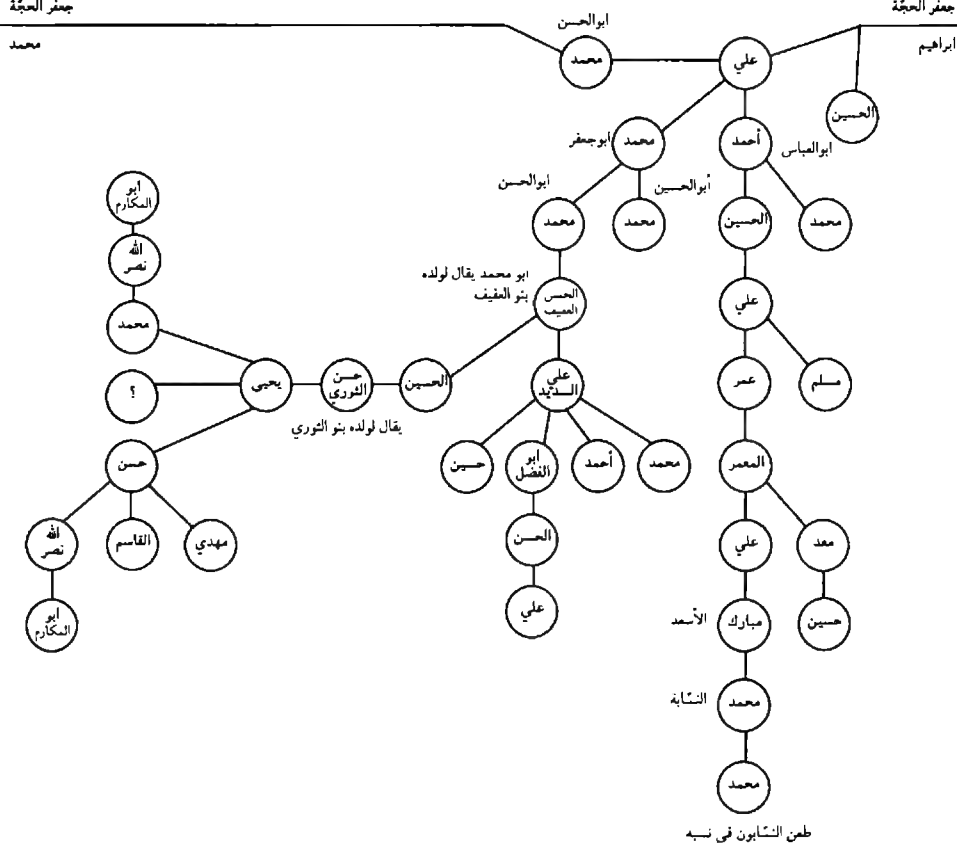 جعفر الحجّة
جعفر الحجّة
ابراهيم
محمد
ابوالحسن
محمد
علي
الحسين
ابوجعفر
محمد
أحمد
ابوالعباس
ابوالحسن
محمد
أبوالحسين
محمد
الحسين
محمد
ابو محمد يقال لولده
بنو العفيف
الحسن
العفيف
علي
ابو
المكارم
الله
نصر
محمد
؟
يحيى
حسن
الثوري
الحسين
يقال لولده بنو الثوري
علي
السديد
عمر
مسلم
حسن
حسين
ابو
الفضل
أحمد
محمد
المعمر
الله
نصر
القاسم
مهدي
الحسن
علي
معد
ابو
المكارم
علي
الأسعد
مبارك
حسين
النسّابة
محمد
محمد
طعن النسّابون في نسبه